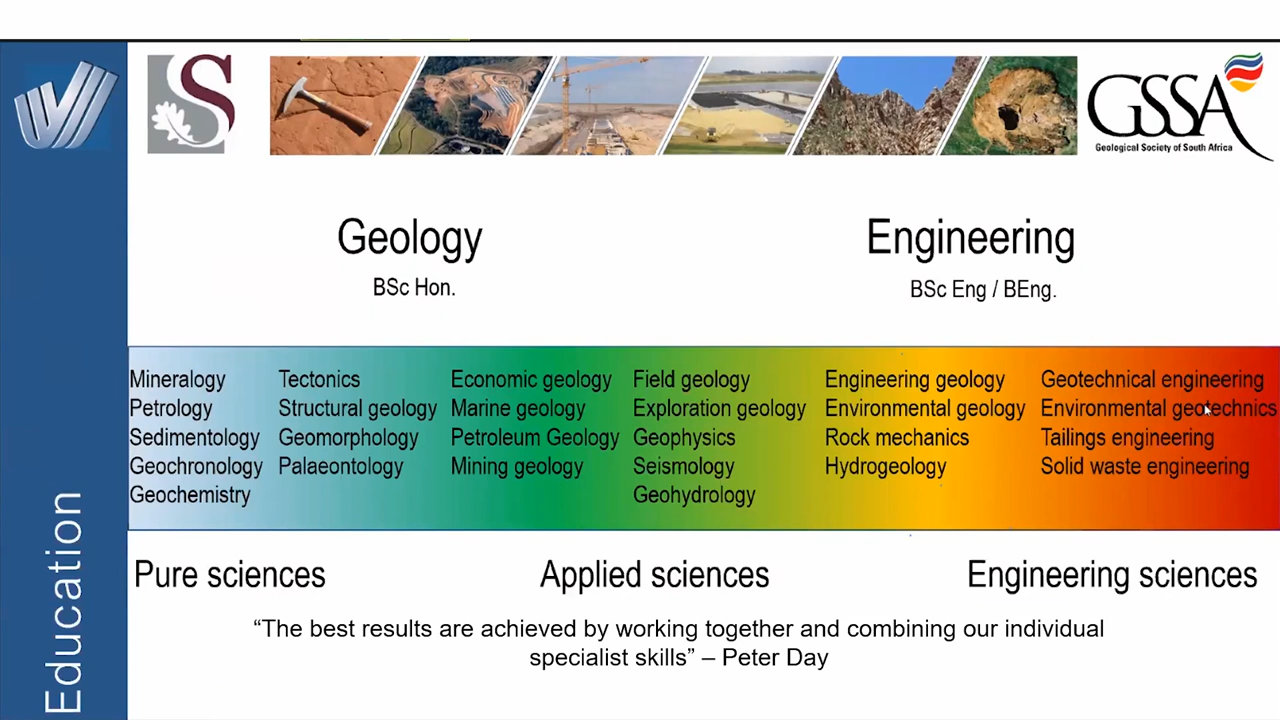 S
GSSA
Geological Society of South Africa
Geology
Engineering
BSc Hon.
BSc Eng / BEng.
Mineralogy
Petrology
Sedimentology
Geochronology
Geochemistry
Tectonics
Structural geology
Geomorphology
Palaeontology
Economic geology
Marine geology
Petroleum Geology
Mining geology
Field geology
Exploration geology
Geophysics
Seismology
Geohydrology
Engineering geology
Environmental geology
Rock mechanics
Hydrogeology
Geotechnical engineering
Environmental geotechnics
Tailings engineering
Solid waste engineering
Pure sciences
Applied sciences
Engineering sciences
“The best results are achieved by working together and combining our individual
specialist skills” – Peter Day
Education